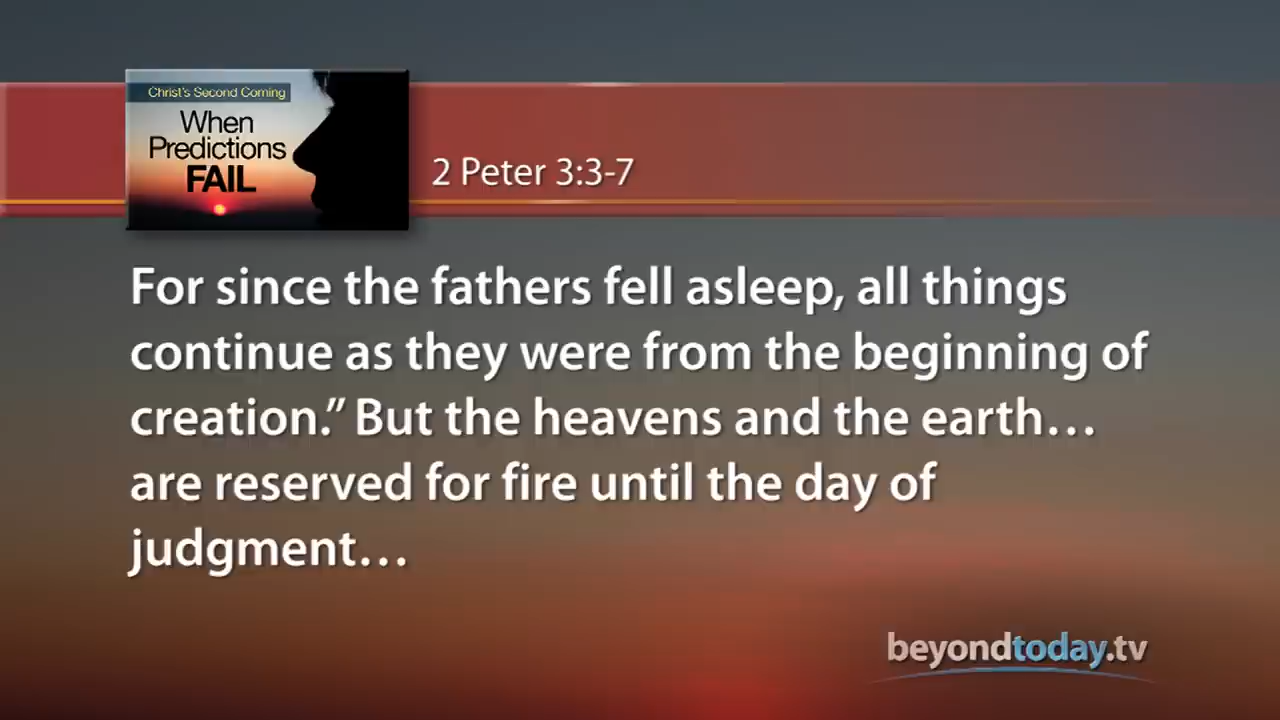 Christ's Second Coming
When
Predictions
FAIL
2 Peter 3:3-7
For since the fathers fell asleep, all things
continue as they were from the beginning of
creation.” But the heavens and the earth…
are reserved for fire until the day of
judgment…
beyondtoday.tv